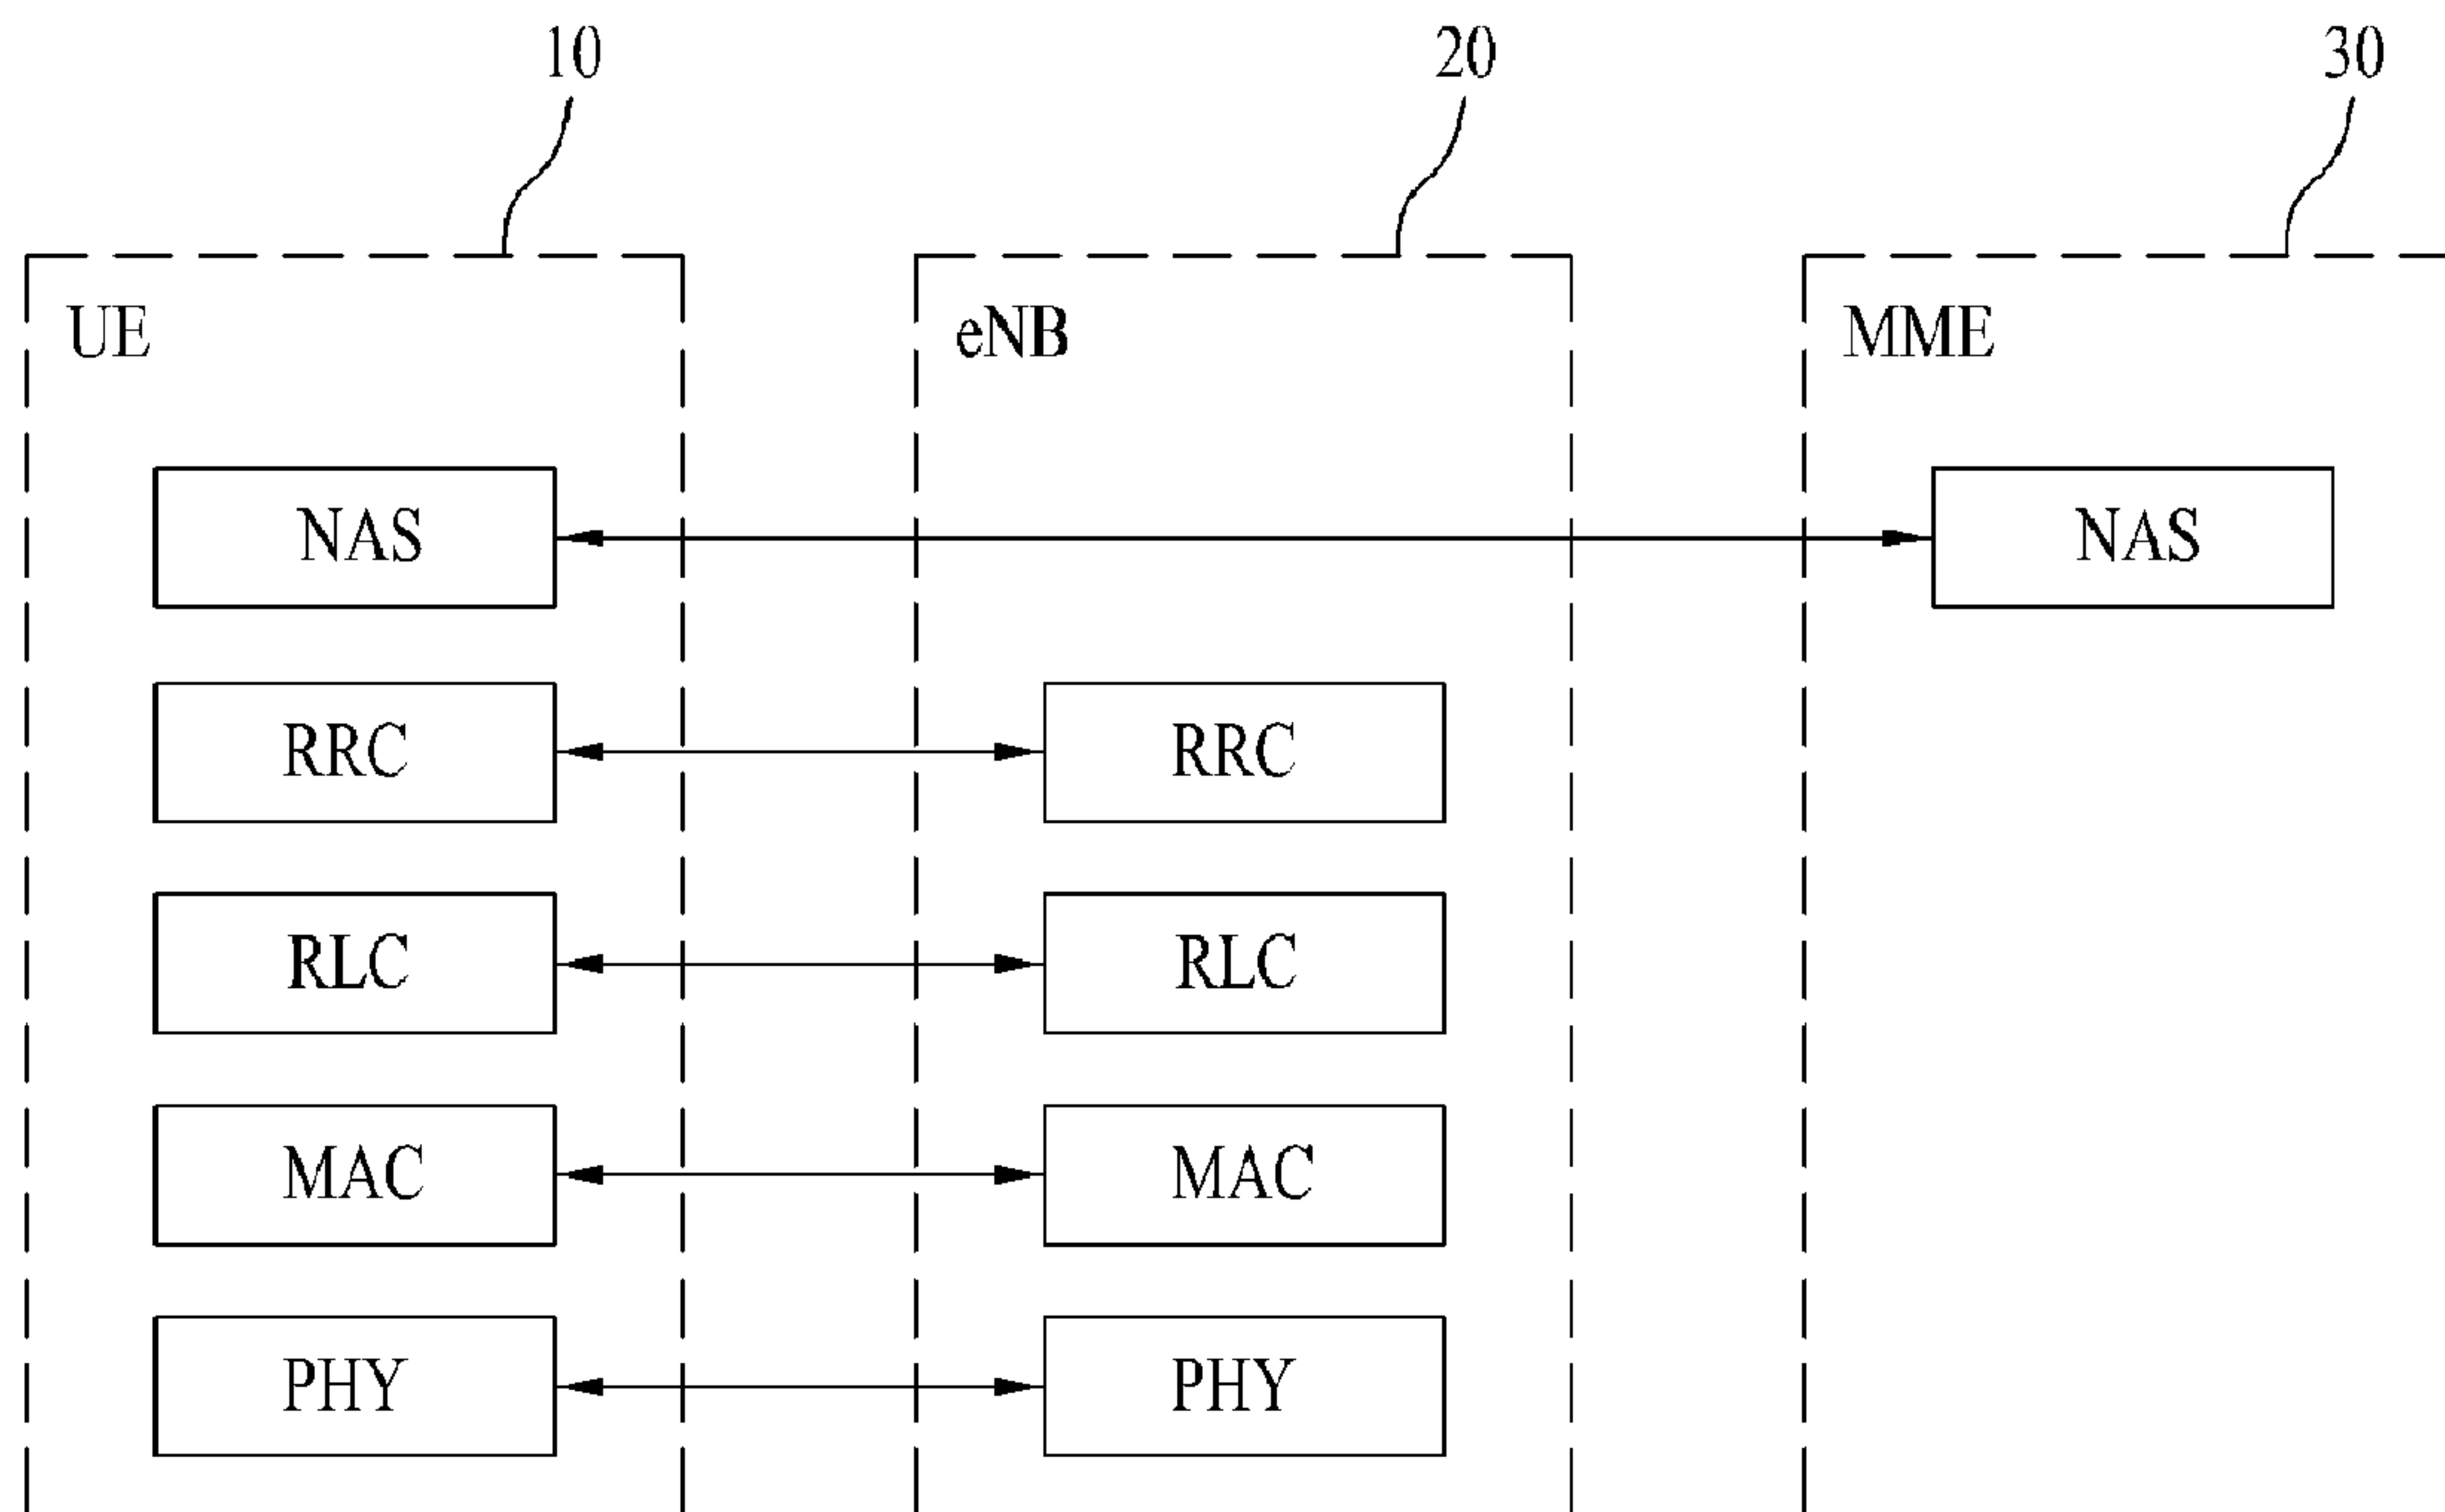 10 20 30
UE eNB MME
NAS NAS
RRC RRC
RLC RLC
MAC MAC
PHY PHY